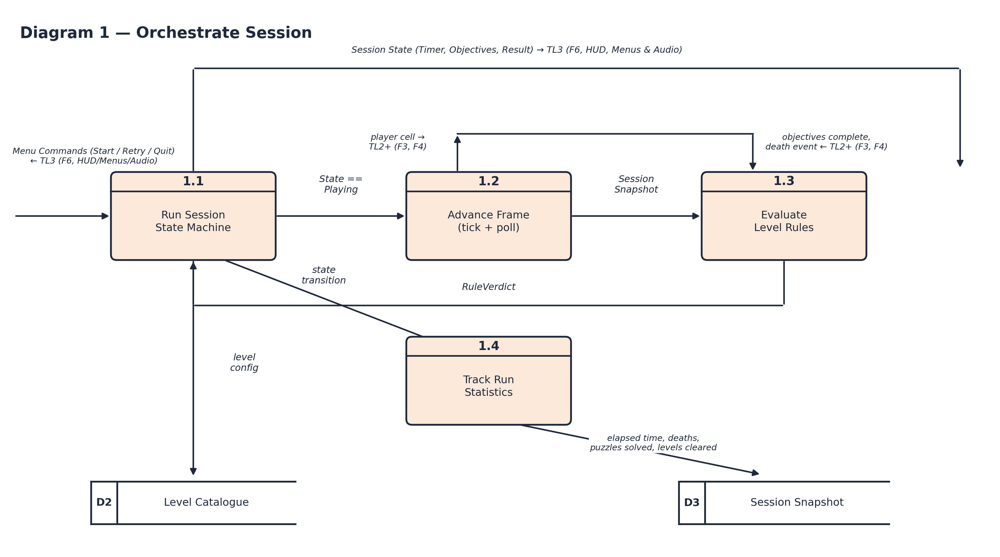 Diagram 1 — Orchestrate Session
Session State (Timer, Objectives, Result) → TL3 (F6, HUD, Menus & Audio)
player cell →
TL2+ (F3, F4)
objectives complete,
death event ← TL2+ (F3, F4)
Menu Commands (Start / Retry / Quit)
← TL3 (F6, HUD/Menus/Audio)
1.1
Run Session
State Machine
State ==
Playing
1.2
Advance Frame
(tick + poll)
Session
Snapshot
1.3
Evaluate
Level Rules
state
transition
RuleVerdict
level
config
1.4
Track Run
Statistics
elapsed time, deaths,
puzzles solved, levels cleared
D2
Level Catalogue
D3
Session Snapshot